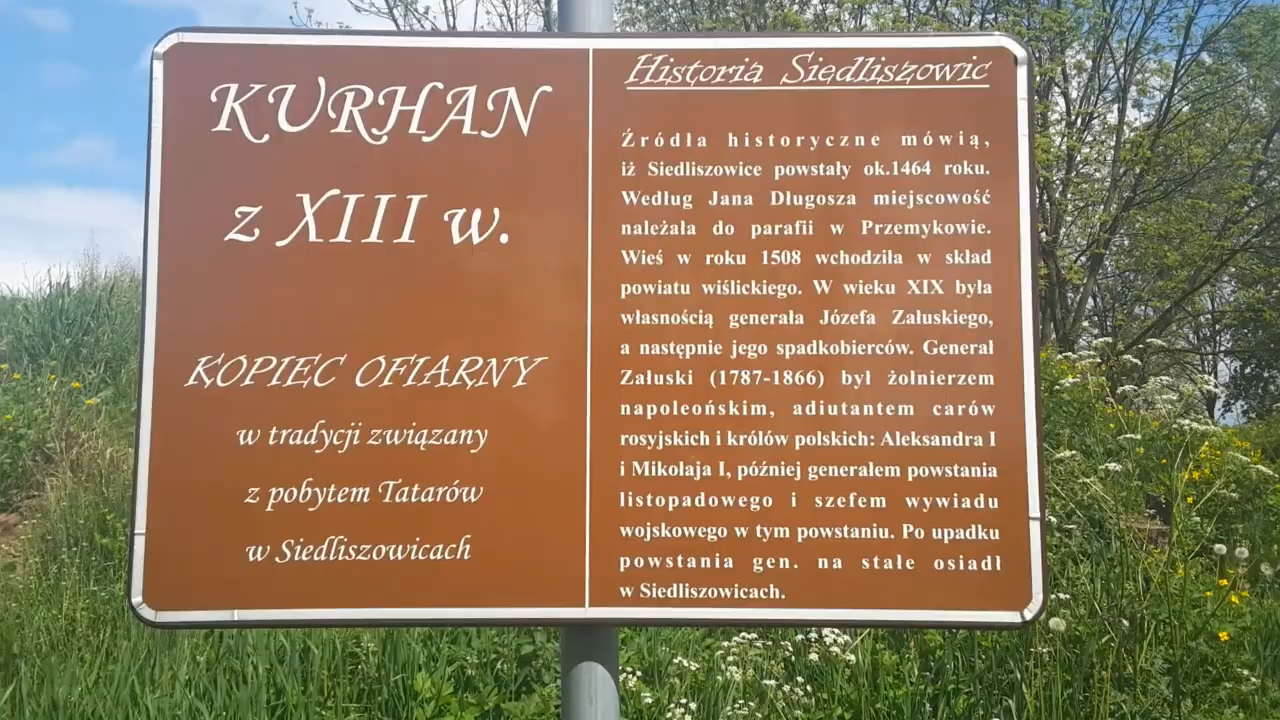 KURHAN
z XIII w.
KOPIEC OFIARNY
w tradycji związany
z pobytem Tatarów
w Siedliszowicach
Historia Siedliszowic
Źródła historyczne mówią,
iż Siedliszowice powstały ok.1464 roku.
Według Jana Długosza miejscowość
należała do parafii w Przemykowie.
Wieś w roku 1508 wchodziła w skład
powiatu wiślickiego. W wieku XIX była
własnością generała Józefa Załuskiego,
a następnie jego spadkobierców. Generał
Załuski (1787-1866) był żołnierzem
napoleońskim, adiutantem carów
rosyjskich i królów polskich: Aleksandra I
i Mikołaja I, później generałem powstania
listopadowego i szefem wywiadu
wojskowego w tym powstaniu. Po upadku
powstania gen. na stałe osiadł
w Siedliszowicach.